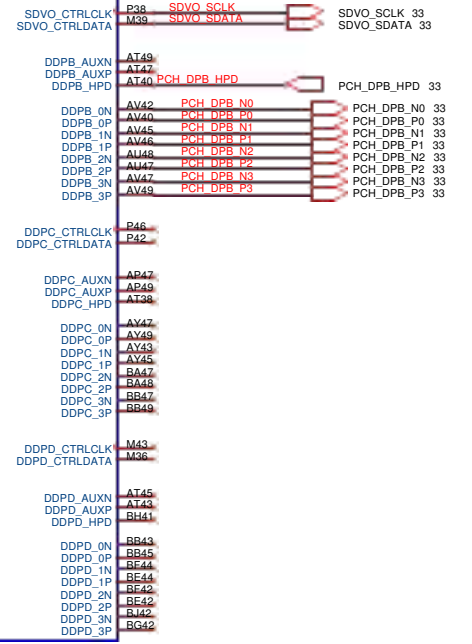 SDVO_CTRLCLK P38 SDVO_SCLK SDVO_SCLK 33
SDVO_CTRLDATA M39 SDVO_SDATA SDVO_SDATA 33
DDPB_AUXN AT49
DDPB_AUXP AT47
DDPB_HPD AT40 PCH_DPB_HPD PCH_DPB_HPD 33
DDPB_0N AV42 PCH_DPB_N0 PCH_DPB_N0 33
DDPB_0P AV40 PCH_DPB_P0 PCH_DPB_P0 33
DDPB_1N AV45 PCH_DPB_N1 PCH_DPB_N1 33
DDPB_1P AV46 PCH_DPB_P1 PCH_DPB_P1 33
DDPB_2N AU48 PCH_DPB_N2 PCH_DPB_N2 33
DDPB_2P AU47 PCH_DPB_P2 PCH_DPB_P2 33
DDPB_3N AV47 PCH_DPB_N3 PCH_DPB_N3 33
DDPB_3P AV49 PCH_DPB_P3 PCH_DPB_P3 33
DDPC_CTRLCLK P46
DDPC_CTRLDATA P42
DDPC_AUXN AP47
DDPC_AUXP AP49
DDPC_HPD AT38
DDPC_0N AY47
DDPC_0P AY49
DDPC_1N AY43
DDPC_1P AY45
DDPC_2N BA47
DDPC_2P BA48
DDPC_3N BB47
DDPC_3P BB49
DDPD_CTRLCLK M43
DDPD_CTRLDATA M36
DDPD_AUXN AT45
DDPD_AUXP AT43
DDPD_HPD BH41
DDPD_0N BB43
DDPD_0P BB45
DDPD_1N BF44
DDPD_1P BE44
DDPD_2N BF42
DDPD_2P BE42
DDPD_3N BJ42
DDPD_3P BG42